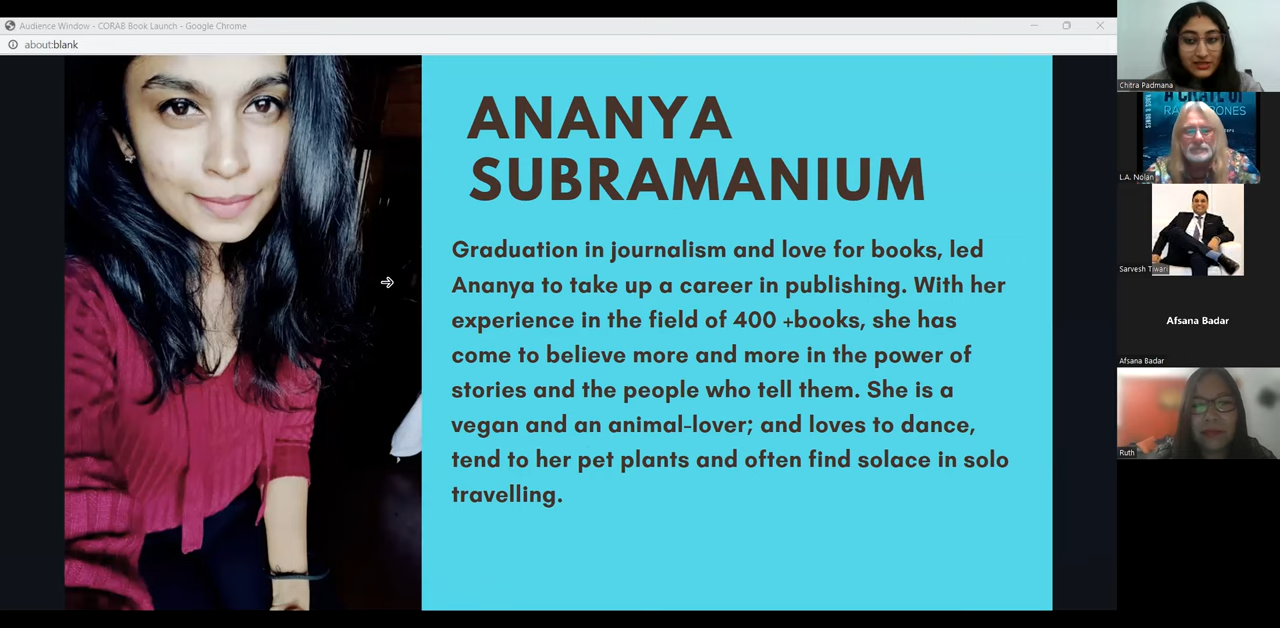 Audience Window - CORAB Book Launch - Google Chrome
about:blank
ANANYA
SUBRAMANIUM
Graduation in journalism and love for books, led
Ananya to take up a career in publishing. With her
experience in the field of 400 +books, she has
come to believe more and more in the power of
stories and the people who tell them. She is a
vegan and an animal-lover; and loves to dance,
tend to her pet plants and often find solace in solo
travelling.
Chitra Padmana
L.A. Nolan
Sarvesh Tiwari
Afsana Badar
Afsana Badar
Ruth